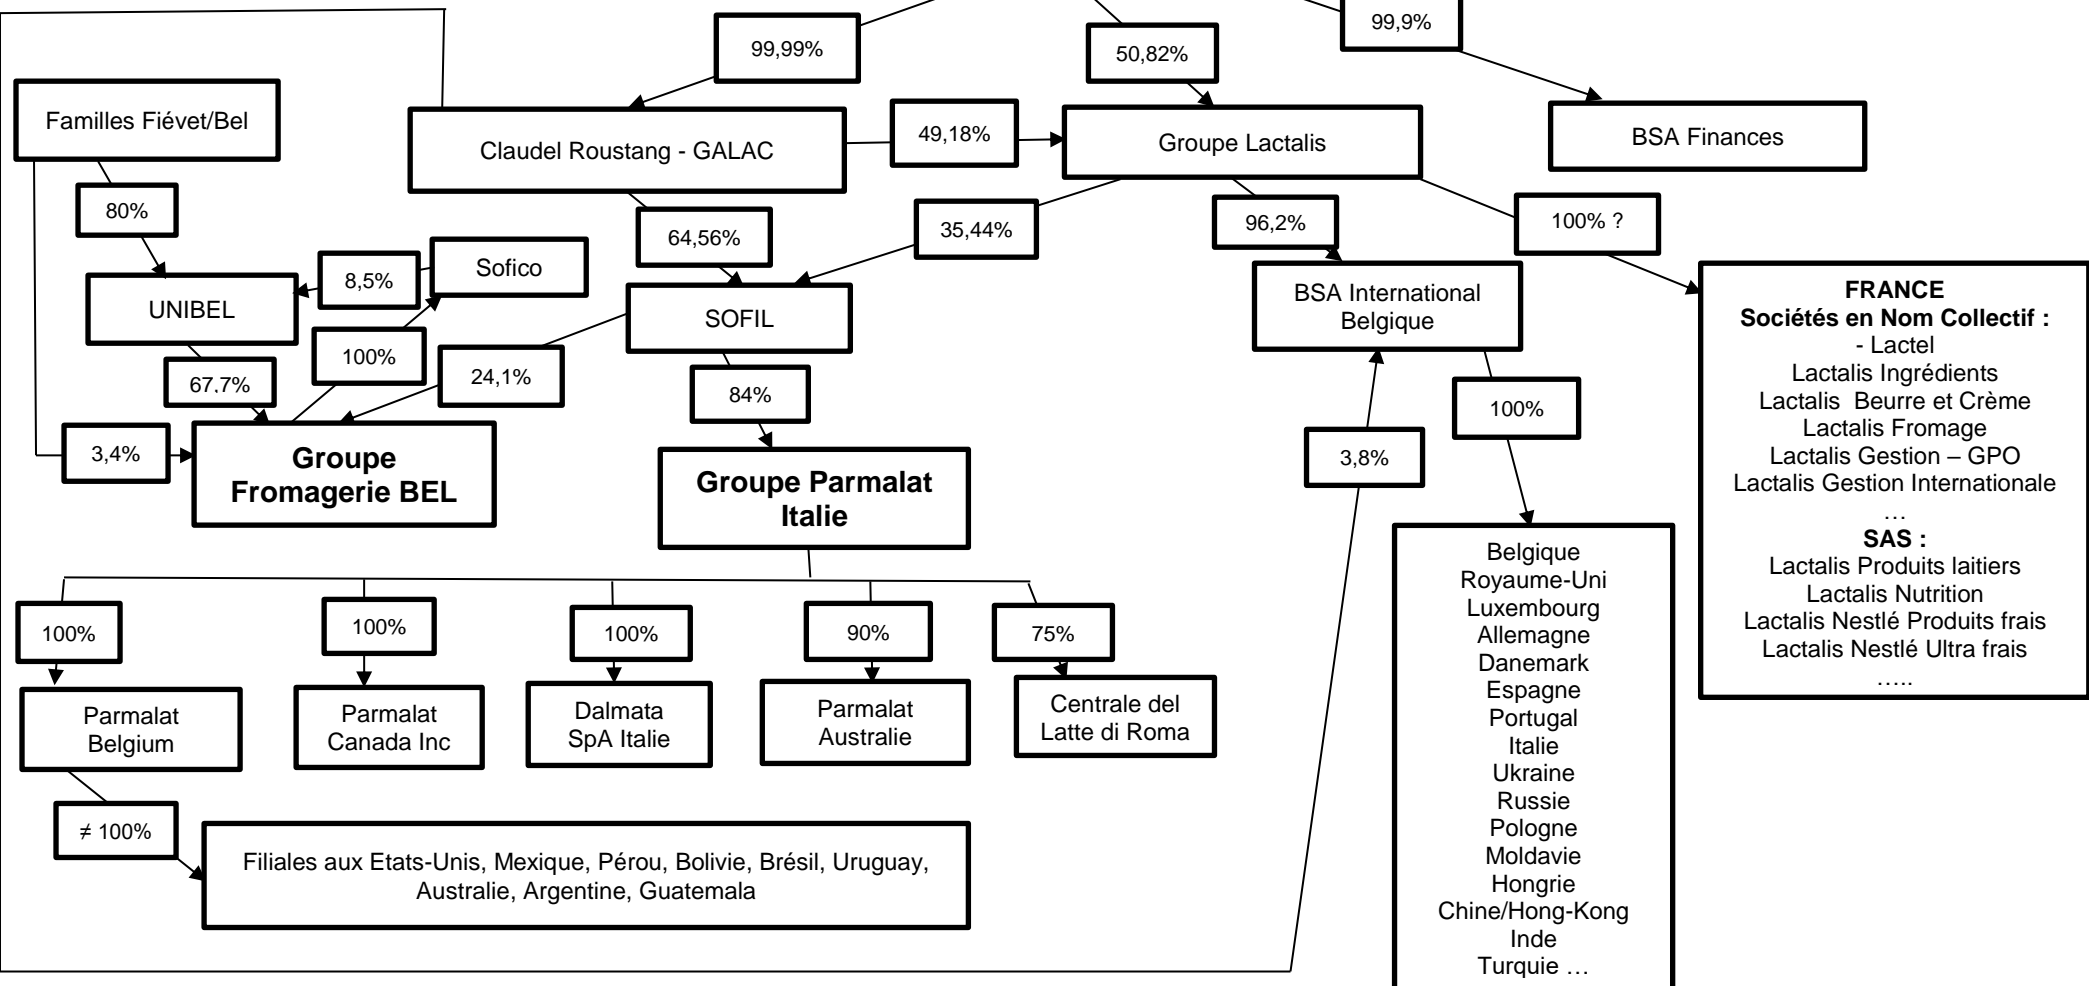 99,99%
50,82%
99,9%
Familles Fiévet/Bel
Claudel Roustang - GALAC
49,18%
Groupe Lactalis
BSA Finances
80%
64,56%
35,44%
96,2%
100% ?
UNIBEL
8,5%
Sofico
SOFIL
BSA International
Belgique
67,7%
100%
24,1%
84%
3,8%
100%
3,4%
Groupe
Fromagerie BEL
Groupe Parmalat
Italie
FRANCE
Sociétés en Nom Collectif :
- Lactel
Lactalis Ingrédients
Lactalis  Beurre et Crème
Lactalis Fromage
Lactalis Gestion – GPO
Lactalis Gestion Internationale
…
SAS :
Lactalis Produits laitiers
Lactalis Nutrition
Lactalis Nestlé Produits frais
Lactalis Nestlé Ultra frais
…..
100%
100%
100%
90%
75%
Parmalat
Belgium
Parmalat
Canada Inc
Dalmata
SpA Italie
Parmalat
Australie
Centrale del
Latte di Roma
≠ 100%
Filiales aux Etats-Unis, Mexique, Pérou, Bolivie, Brésil, Uruguay,
Australie, Argentine, Guatemala
Belgique
Royaume-Uni
Luxembourg
Allemagne
Danemark
Espagne
Portugal
Italie
Ukraine
Russie
Pologne
Moldavie
Hongrie
Chine/Hong-Kong
Inde
Turquie …